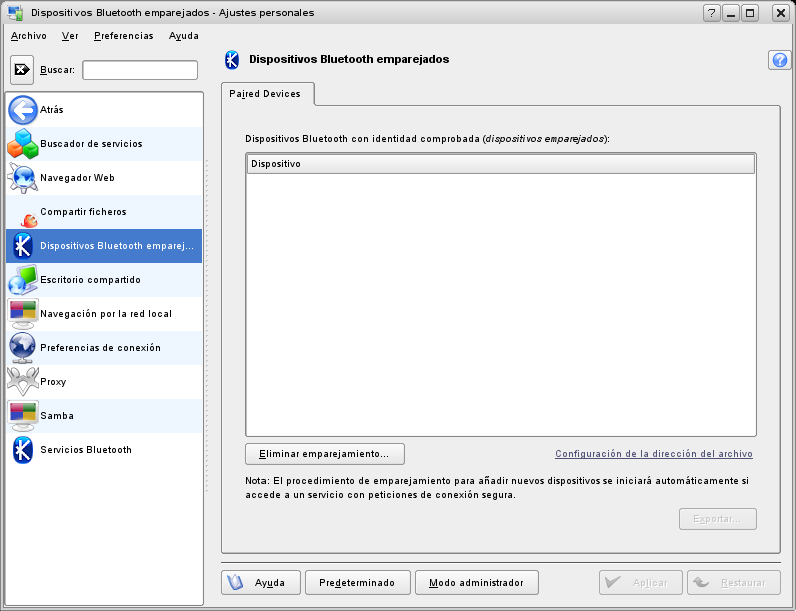 Dispositivos Bluetooth emparejados - Ajustes personales
Archivo Ver Preferencias Ayuda
Buscar:
Atrás
Buscador de servicios
Navegador Web
Compartir ficheros
Dispositivos Bluetooth emparej...
Escritorio compartido
Navegación por la red local
Preferencias de conexión
Proxy
Samba
Servicios Bluetooth
Dispositivos Bluetooth emparejados
Paired Devices
Dispositivos Bluetooth con identidad comprobada (dispositivos emparejados):
Dispositivo
Eliminar emparejamiento...
Configuración de la dirección del archivo
Nota: El procedimiento de emparejamiento para añadir nuevos dispositivos se iniciará automáticamente si
accede a un servicio con peticiones de conexión segura.
Exportar...
Ayuda
Predeterminado
Modo administrador
Aplicar
Restaurar